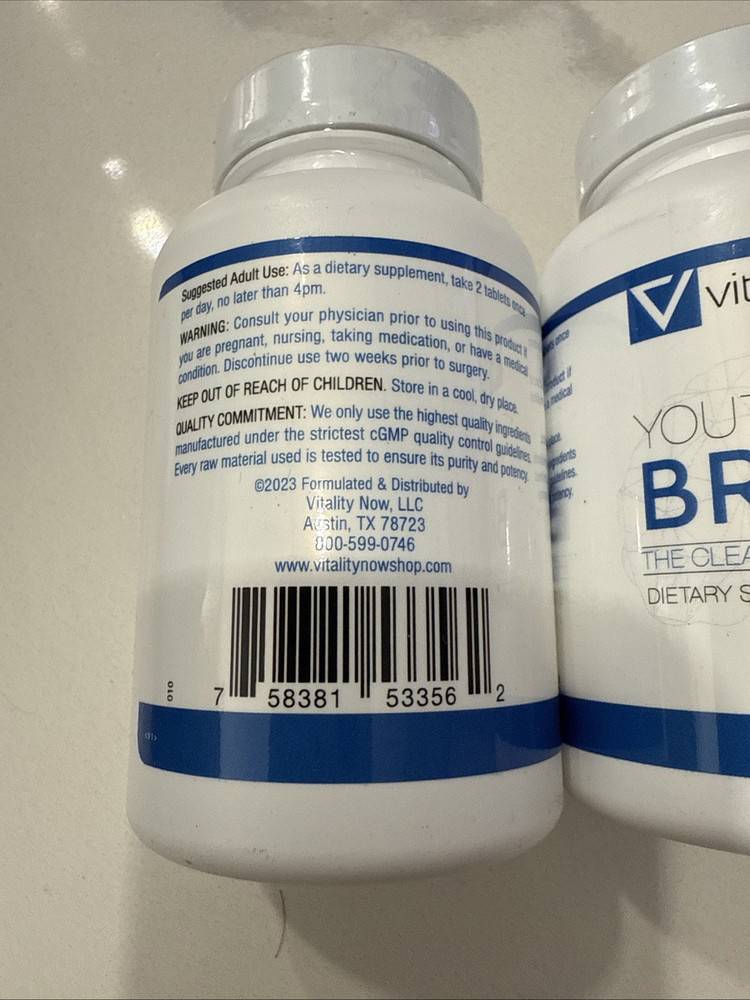 Suggested Adult Use: As a dietary supplement, take 2 tablets once
per day, no later than 4pm.
WARNING: Consult your physician prior to using this product if
you are pregnant, nursing, taking medication, or have a medical
condition. Discontinue use two weeks prior to surgery.
KEEP OUT OF REACH OF CHILDREN. Store in a cool, dry place.
QUALITY COMMITMENT: We only use the highest quality ingredients
manufactured under the strictest cGMP quality control guidelines.
Every raw material used is tested to ensure its purity and potency.
©2023 Formulated & Distributed by
Vitality Now, LLC
Austin, TX 78723
800-599-0746
www.vitalitynowshop.com
010
7 58381 53356 2
vit
YOUT
BR
THE CLEA
DIETARY S